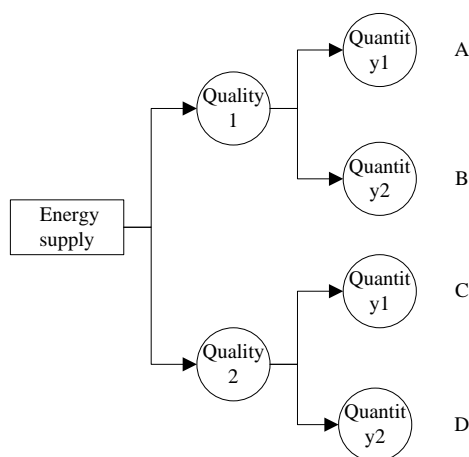 Quantit
y1
A
Quality
1
Quantit
y2
B
Energy
supply
Quantit
y1
C
Quality
2
Quantit
y2
D